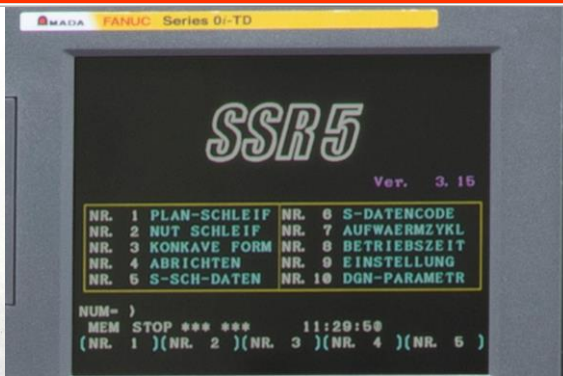 AMADA FANUC Series 0i-TD
SSR5
Ver. 3.15
NR. 1 PLAN-SCHLEIF NR. 6 S-DATENCODE
NR. 2 NUT SCHLEIF NR. 7 AUFWAERMZYKL
NR. 3 KONKAVE FORM NR. 8 BETRIEBSZEIT
NR. 4 ABRICHTEN NR. 9 EINSTELLUNG
NR. 5 S-SCH-DATEN NR. 10 DGN-PARAMETR
NUM= )
MEM STOP *** *** 11:29:50
(NR. 1 )(NR. 2 )(NR. 3 )(NR. 4 )(NR. 5 )